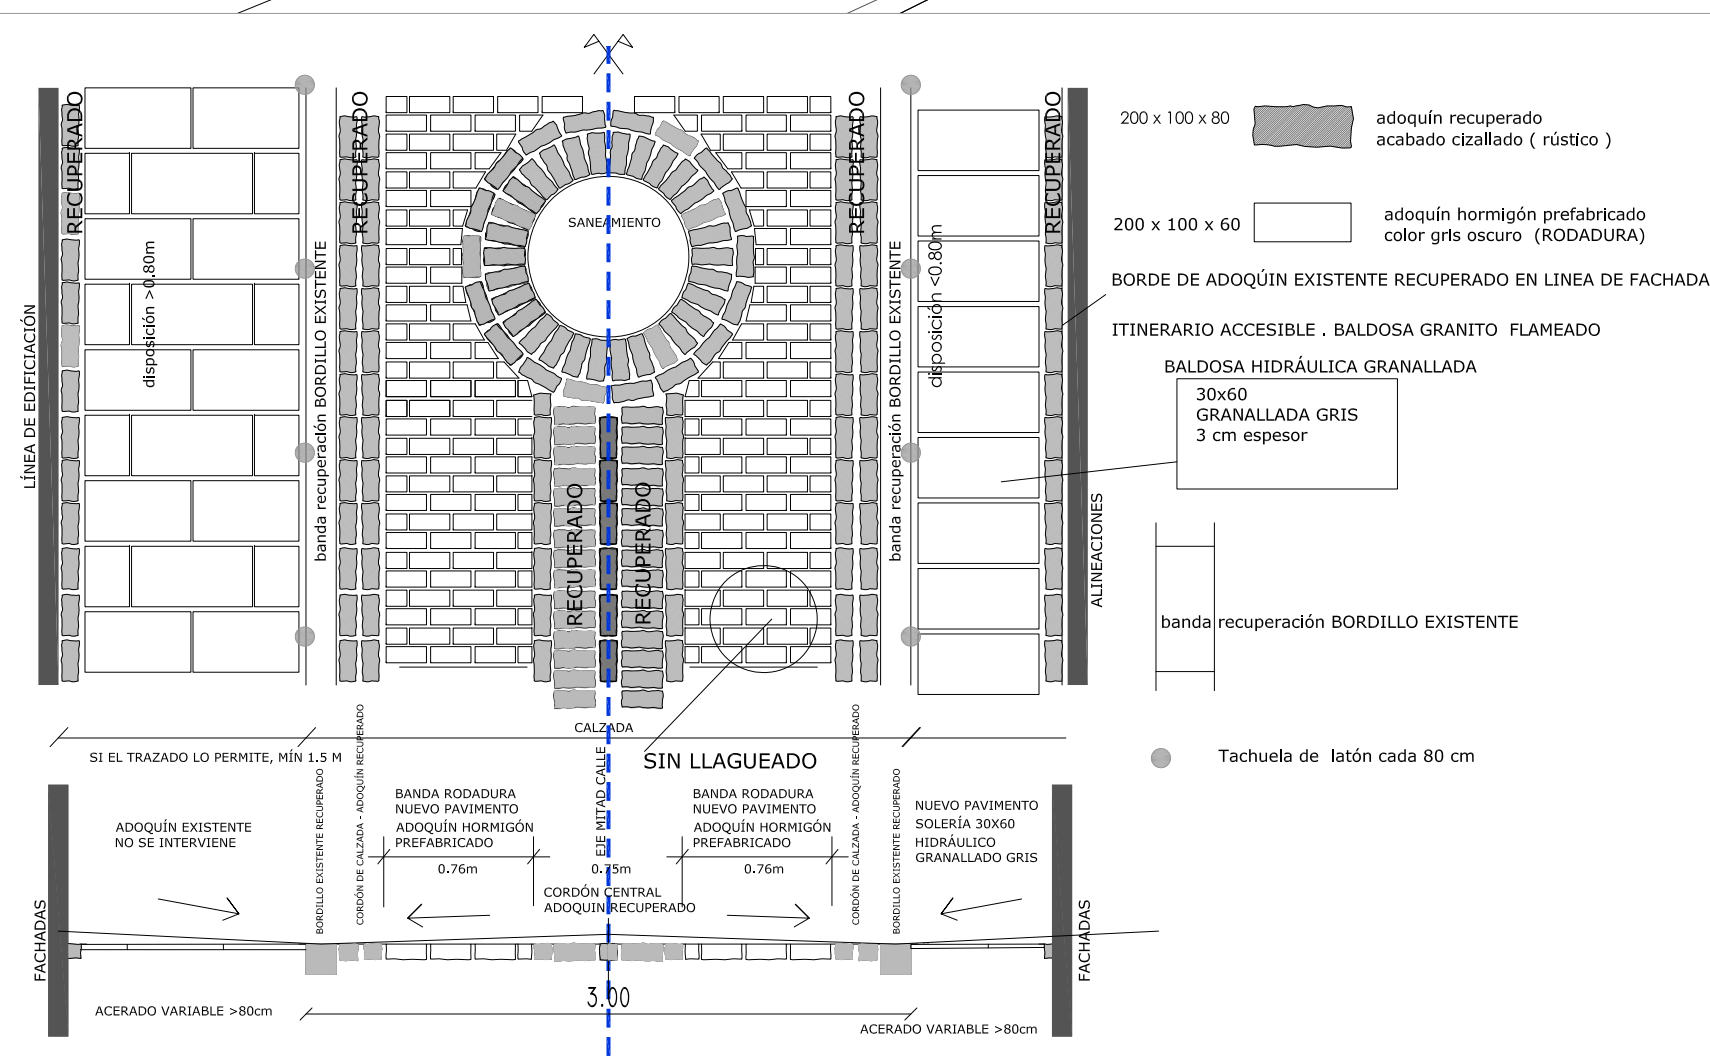 RECUPERADO
RECUPERADO
RECUPERADO
RECUPERADO
LÍNEA DE EDIFICIACIÓN
disposición >0.80m
banda recuperación BORDILLO EXISTENTE
SANEAMIENTO
RECUPERADO
RECUPERADO
banda recuperación BORDILLO EXISTENTE
disposición <0.80m
ALINEACIONES
200 x 100 x 80
adoquín recuperado
acabado cizallado ( rústico )
200 x 100 x 60
adoquín hormigón prefabricado
color gris oscuro (RODADURA)
BORDE DE ADOQÚIN EXISTENTE RECUPERADO EN LINEA DE FACHADA
ITINERARIO ACCESIBLE . BALDOSA GRANITO FLAMEADO
BALDOSA HIDRÁULICA GRANALLADA
30x60
GRANALLADA GRIS
3 cm espesor
banda recuperación BORDILLO EXISTENTE
Tachuela de latón cada 80 cm
CALZADA
SI EL TRAZADO LO PERMITE, MÍN 1.5 M
SIN LLAGUEADO
ADOQUÍN EXISTENTE
NO SE INTERVIENE
BORDILLO EXISTENTE RECUPERADO
CORDÓN DE CALZADA - ADOQUÍN RECUPERADO
BANDA RODADURA
NUEVO PAVIMENTO
ADOQUÍN HORMIGÓN
PREFABRICADO
0.76m
EJE MITAD CALLE
0.75m
CORDÓN CENTRAL
ADOQUIN RECUPERADO
BANDA RODADURA
NUEVO PAVIMENTO
ADOQUÍN HORMIGÓN
PREFABRICADO
0.76m
CORDÓN DE CALZADA - ADOQUÍN RECUPERADO
BORDILLO EXISTENTE RECUPERADO
NUEVO PAVIMENTO
SOLERÍA 30X60
HIDRÁULICO
GRANALLADO GRIS
FACHADAS
FACHADAS
3.00
ACERADO VARIABLE >80cm
ACERADO VARIABLE >80cm